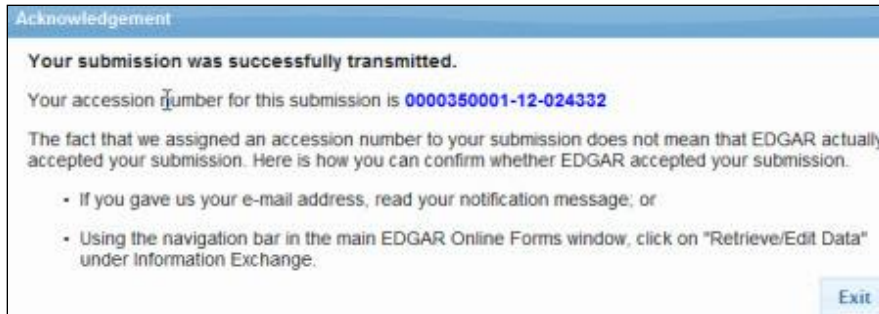 Acknowledgement
Your submission was successfully transmitted.
Your accession number for this submission is 0000350001-12-024332
The fact that we assigned an accession number to your submission does not mean that EDGAR actually
accepted your submission. Here is how you can confirm whether EDGAR accepted your submission.
• If you gave us your e-mail address, read your notification message; or
• Using the navigation bar in the main EDGAR Online Forms window, click on "Retrieve/Edit Data"
under Information Exchange.
Exit